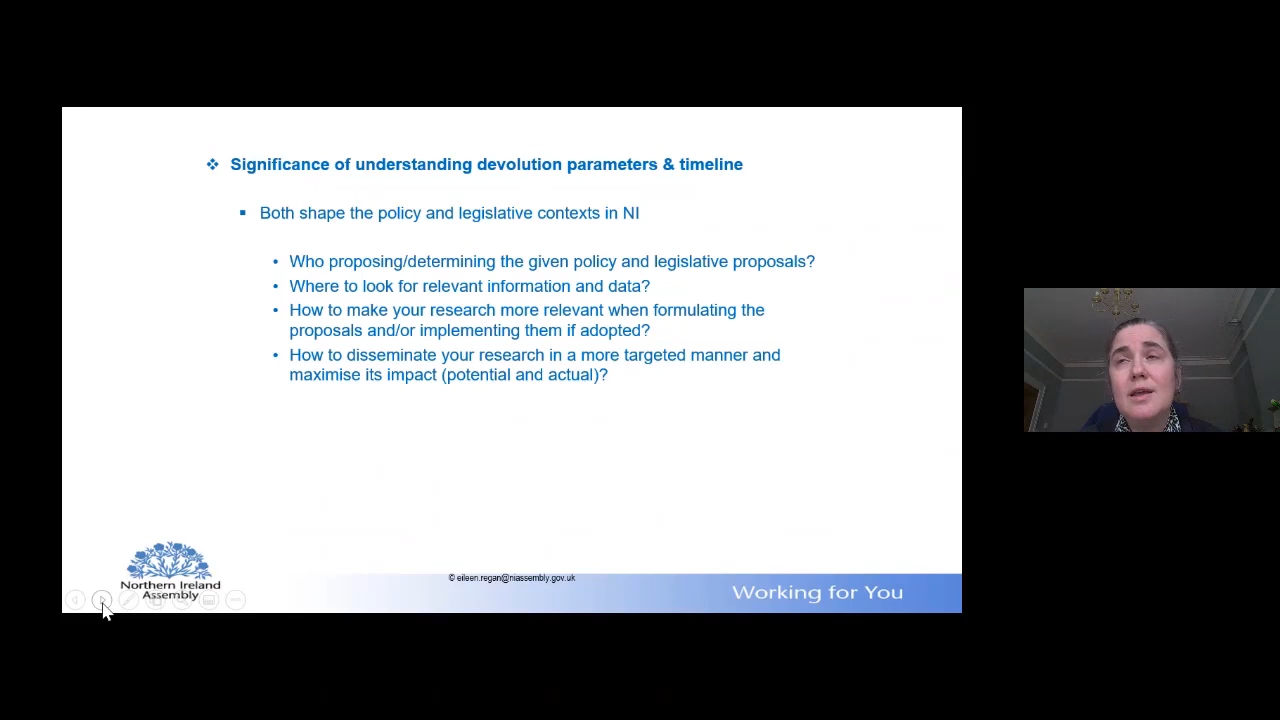 Significance of understanding devolution parameters & timeline
Both shape the policy and legislative contexts in NI
Who proposing/determining the given policy and legislative proposals?
Where to look for relevant information and data?
How to make your research more relevant when formulating the
proposals and/or implementing them if adopted?
How to disseminate your research in a more targeted manner and
maximise its impact (potential and actual)?
Northern Ireland
Assembly
© eileen.regan@niassembly.gov.uk
Working for You